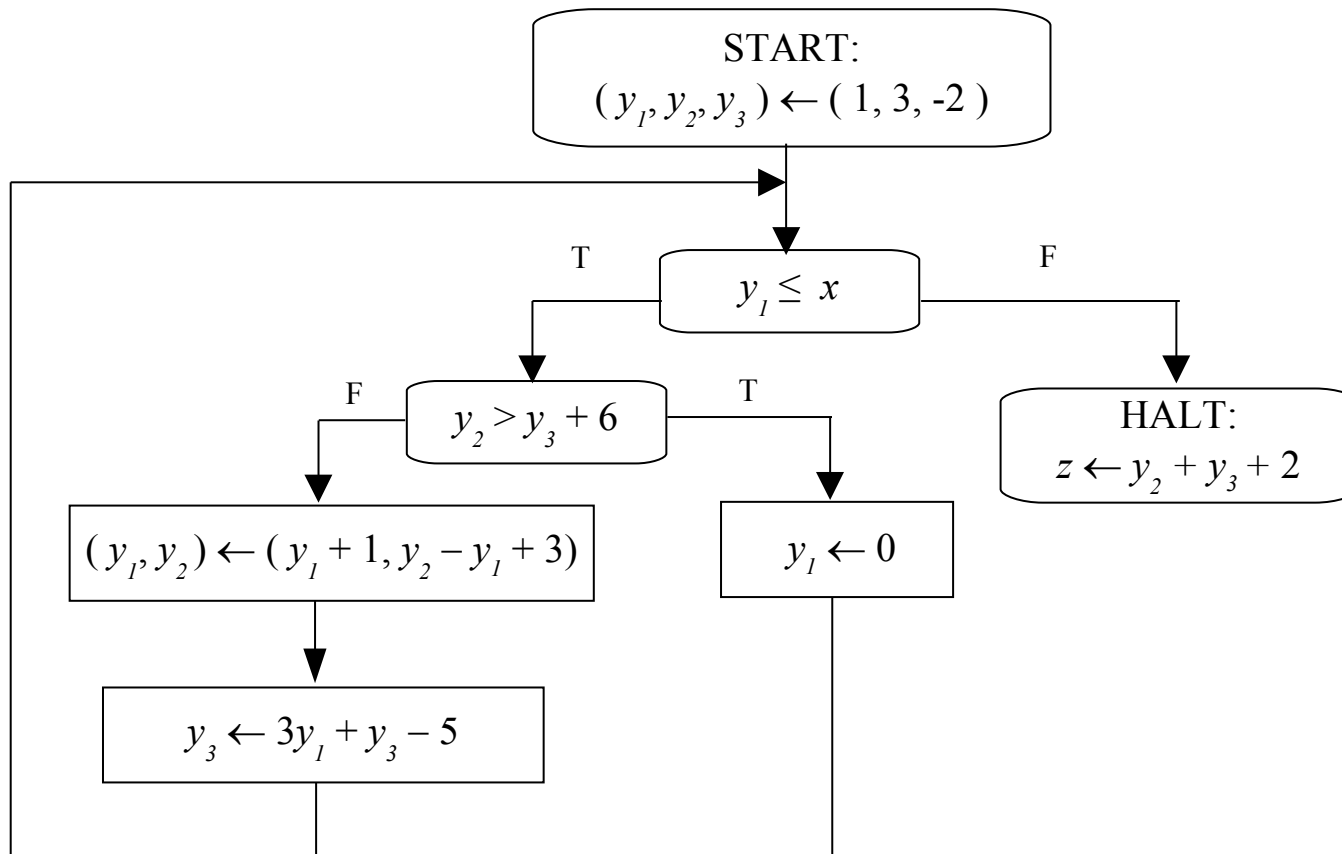 START:
( y₁, y₂, y₃ ) ← ( 1, 3, -2 )
T
F
y₁ ≤ x
F
T
y₂ > y₃ + 6
HALT:
z ← y₂ + y₃ + 2
( y₁, y₂ ) ← ( y₁ + 1, y₂ – y₁ + 3)
y₁ ← 0
y₃ ← 3y₁ + y₃ – 5